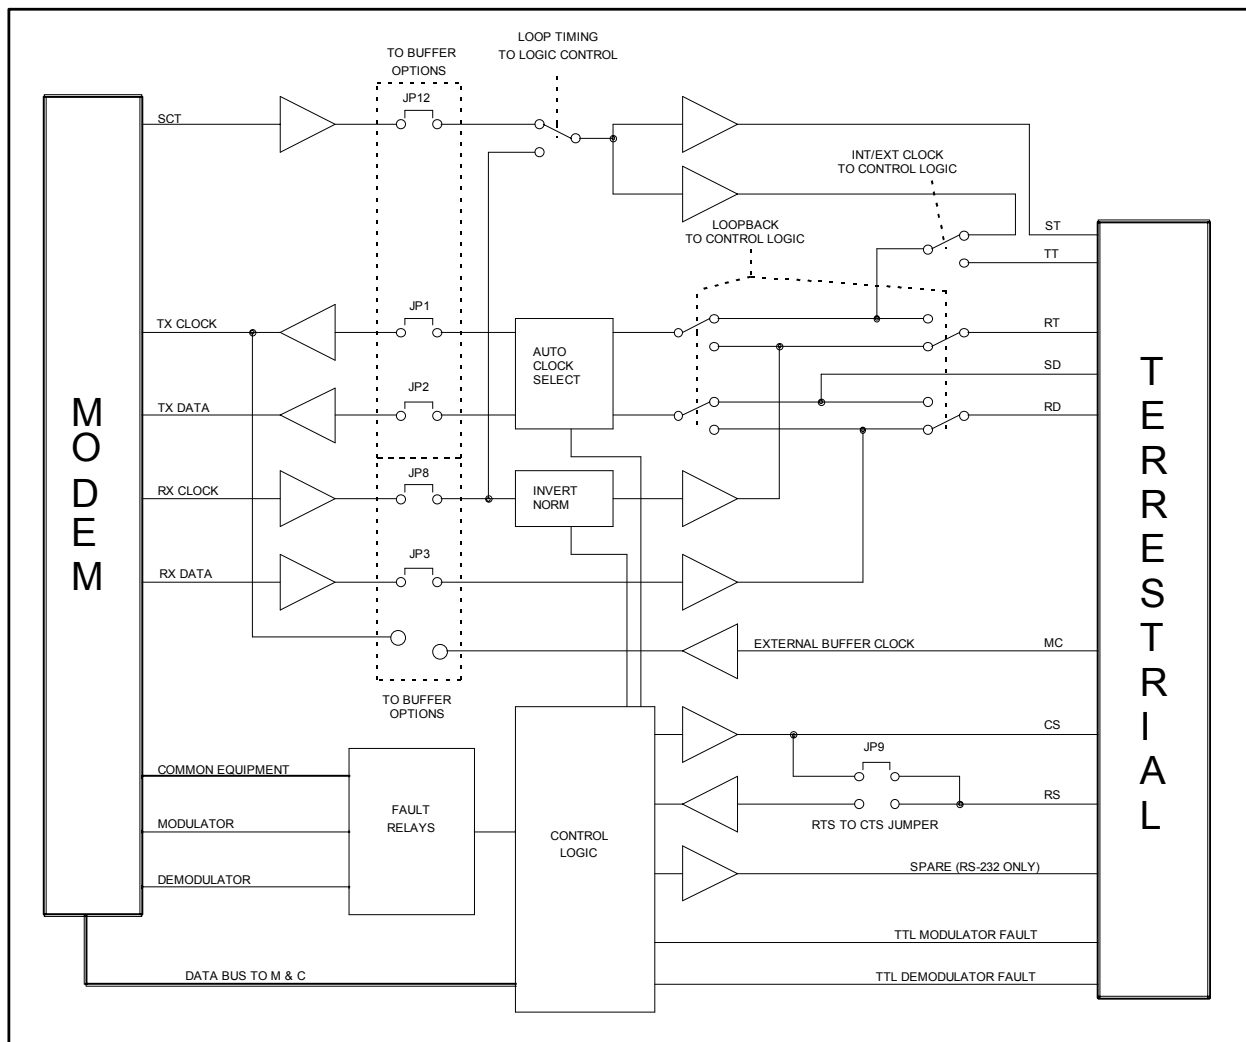 LOOP TIMING
TO LOGIC CONTROL
TO BUFFER
OPTIONS
JP12
SCT
INT/EXT CLOCK
TO CONTROL LOGIC
LOOPBACK
TO CONTROL LOGIC
ST
TT
JP1
TX CLOCK
RT
AUTO
CLOCK
SELECT
SD
JP2
TX DATA
RD
MODEM
TERRESTRIAL
JP8
RX CLOCK
INVERT
NORM
JP3
RX DATA
EXTERNAL BUFFER CLOCK
MC
TO BUFFER
OPTIONS
CS
JP9
COMMON EQUIPMENT
RS
FAULT
RELAYS
MODULATOR
RTS TO CTS JUMPER
CONTROL
LOGIC
SPARE (RS-232 ONLY)
DEMODULATOR
TTL MODULATOR FAULT
DATA BUS TO M & C
TTL DEMODULATOR FAULT